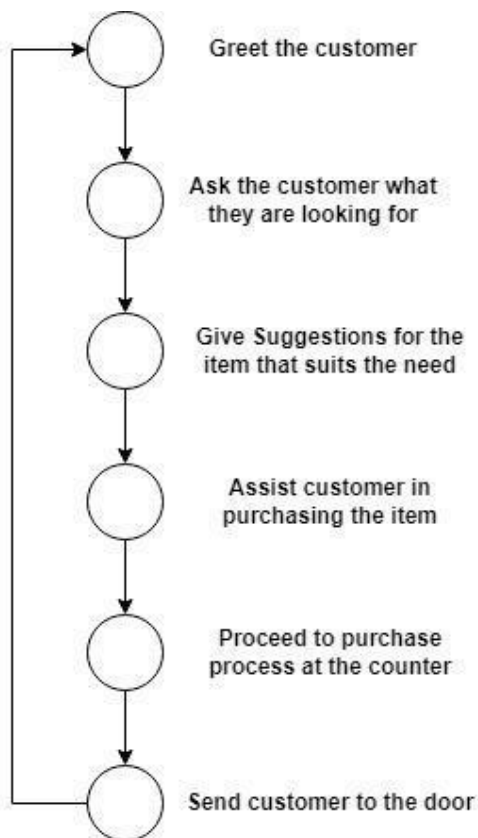 Greet the customer
Ask the customer what
they are looking for
Give Suggestions for the
item that suits the need
Assist customer in
purchasing the item
Proceed to purchase
process at the counter
Send customer to the door